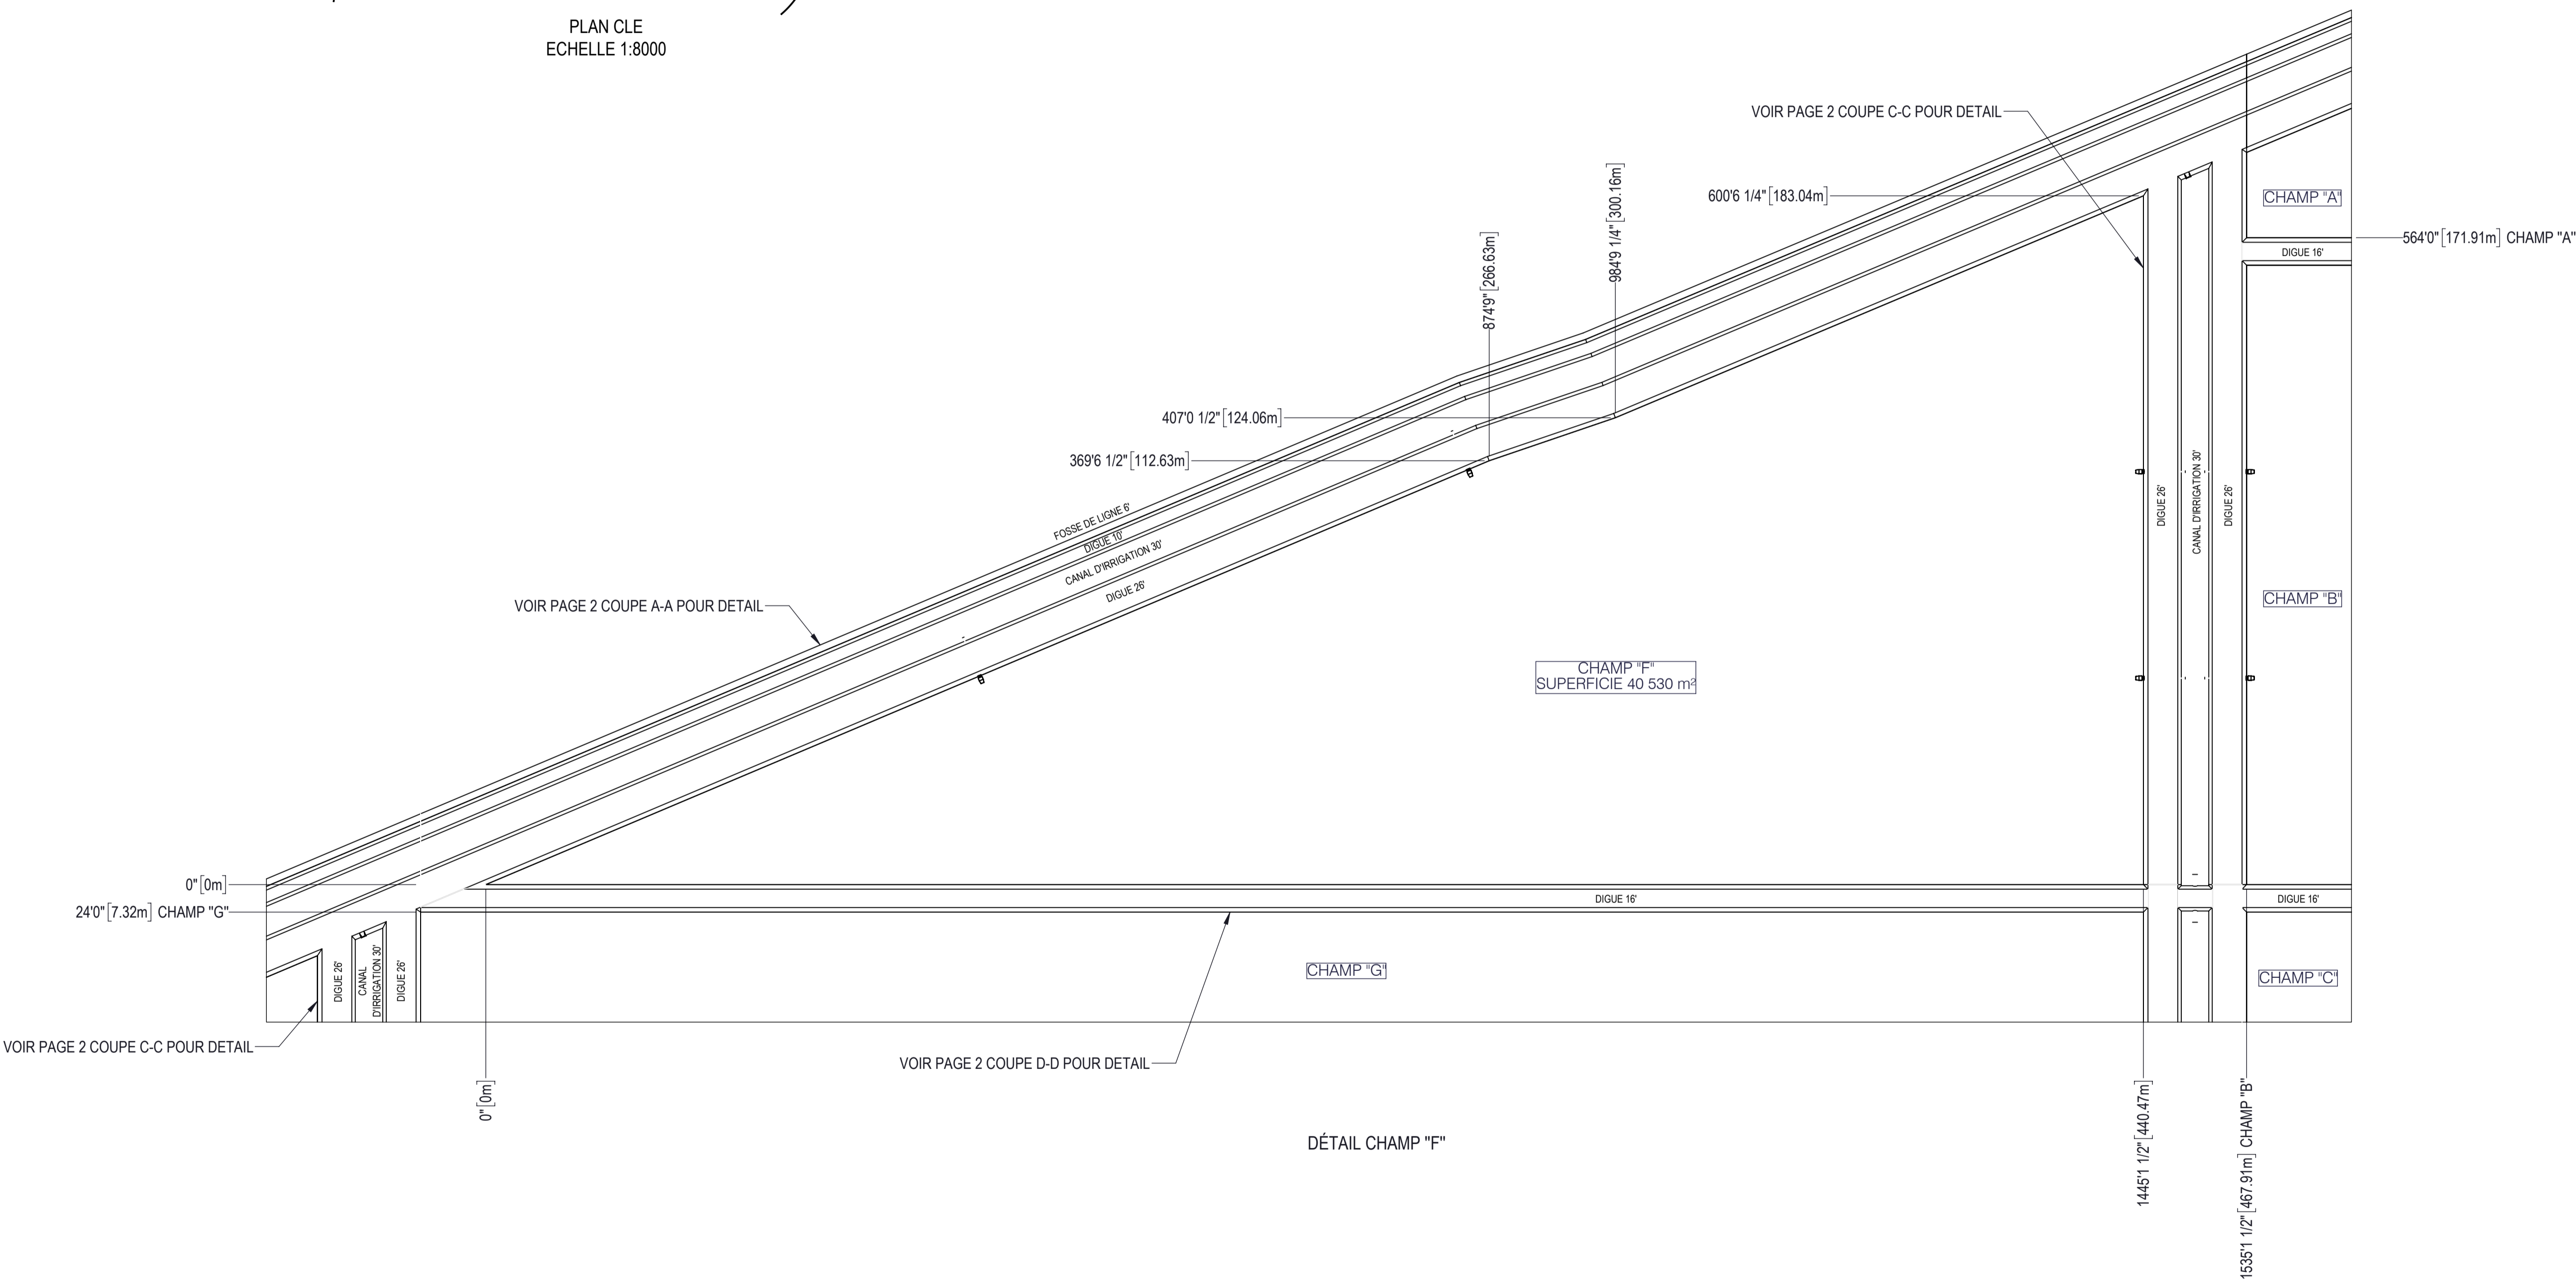 PLAN CLE
ECHELLE 1:8000
VOIR PAGE 2 COUPE C-C POUR DETAIL
600'6 1/4" [183.04m]
CHAMP "A"
564'0" [171.91m] CHAMP "A"
DIGUE 16'
984'9 1/4" [300.16m]
874'9" [266.63m]
407'0 1/2" [124.06m]
369'6 1/2" [112.63m]
FOSSE DE LIGNE 6'
DIGUE 10'
CANAL D'IRRIGATION 30'
DIGUE 26'
DIGUE 26'
CANAL D'IRRIGATION 30'
DIGUE 26'
VOIR PAGE 2 COUPE A-A POUR DETAIL
CHAMP "B"
CHAMP "F"
SUPERFICIE 40 530 m²
0" [0m]
24'0" [7.32m] CHAMP "G"
DIGUE 16'
DIGUE 16'
DIGUE 26'
CANAL
D'IRRIGATION 30'
DIGUE 26'
CHAMP "G"
CHAMP "C"
VOIR PAGE 2 COUPE C-C POUR DETAIL
VOIR PAGE 2 COUPE D-D POUR DETAIL
0" [0m]
1445'1 1/2" [440.47m]
1535'1 1/2" [467.91m] CHAMP "B"
DÉTAIL CHAMP "F"